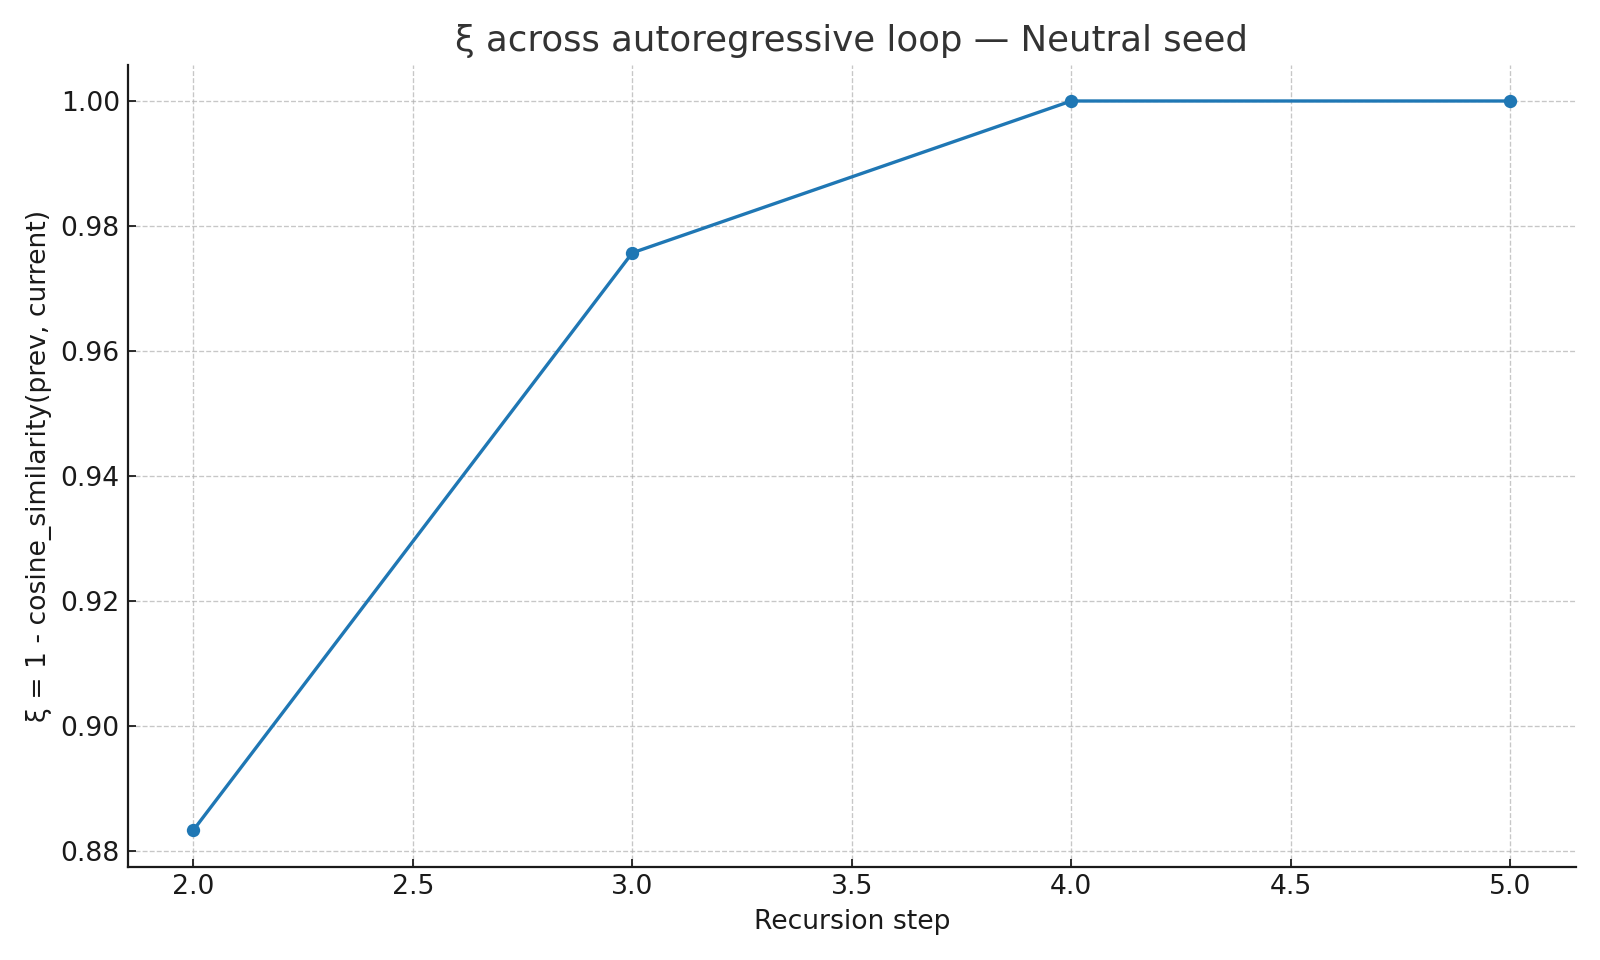 ξ across autoregressive loop — Neutral seed
ξ = 1 - cosine_similarity(prev, current)
1.00
0.98
0.96
0.94
0.92
0.90
0.88
2.0 2.5 3.0 3.5 4.0 4.5 5.0
Recursion step